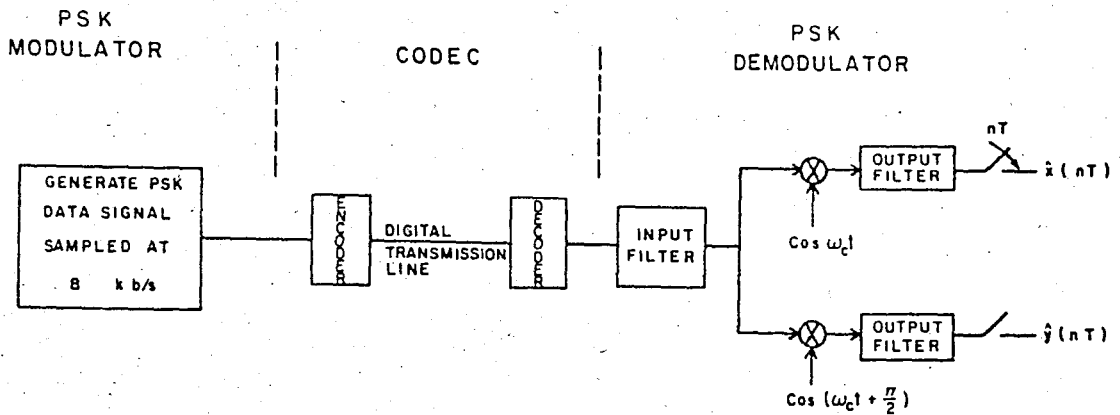 PSK
MODULATOR
CODEC
PSK
DEMODULATOR
GENERATE PSK
DATA SIGNAL
SAMPLED AT
8 k b/s
ENCODER
DIGITAL
TRANSMISSION
LINE
DECODER
INPUT
FILTER
Cos ω_c t
OUTPUT
FILTER
nT
x̂(nT)
Cos (ω_c t + π/2)
OUTPUT
FILTER
ŷ(nT)